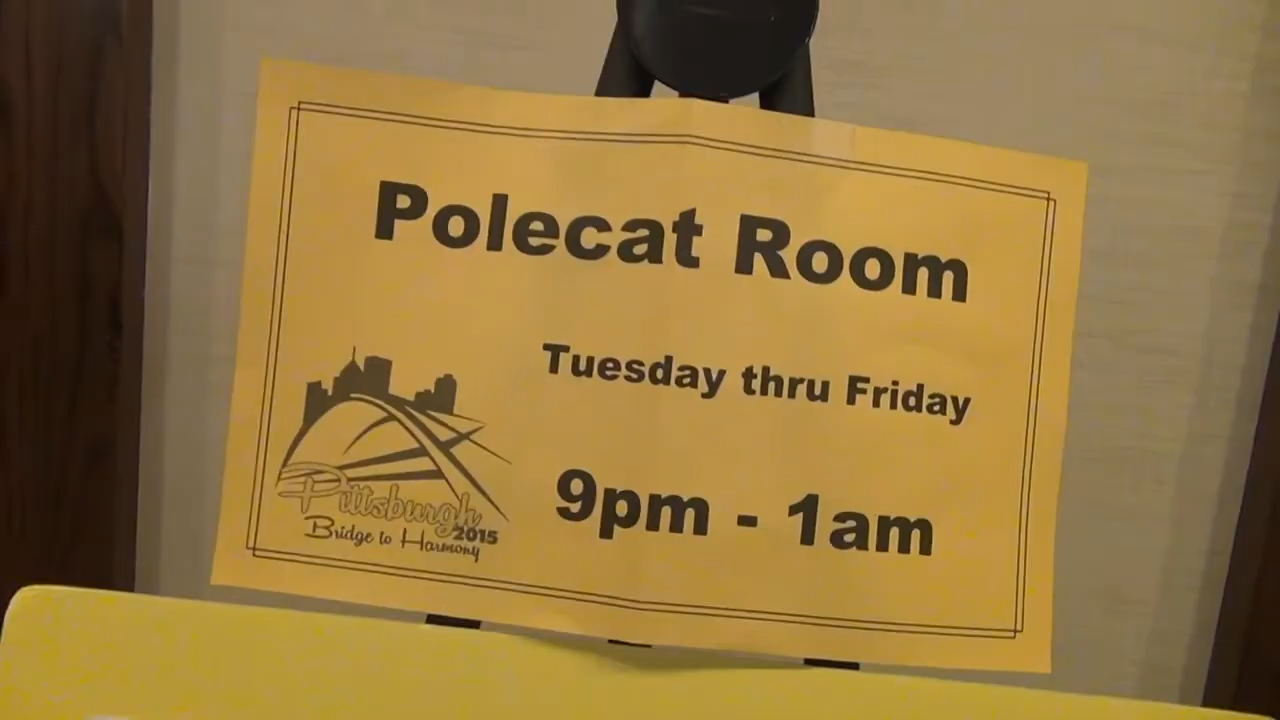 Polecat Room
Tuesday thru Friday
9pm - 1am
Pittsburgh
2015
Bridge to Harmony